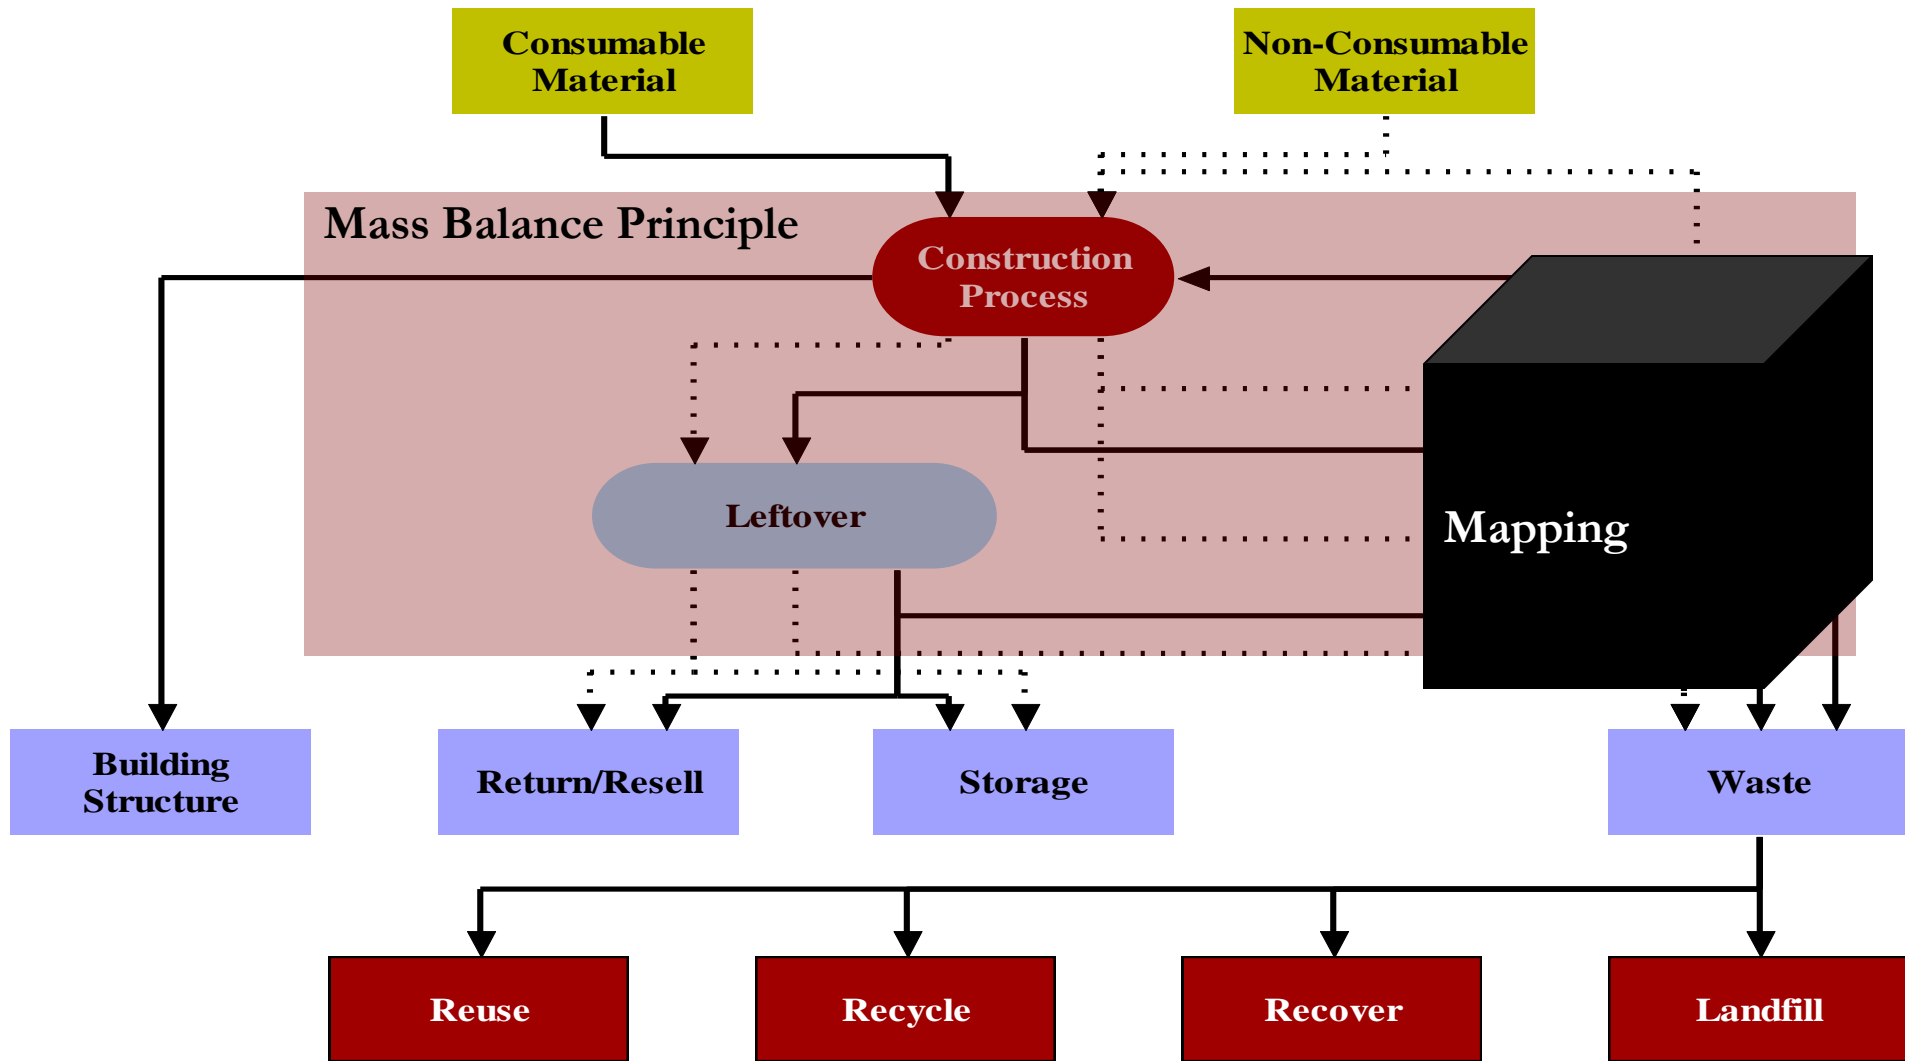 Consumable
Material
Non-Consumable
Material
Mass Balance Principle
Construction
Process
Leftover
Mapping
Building
Structure
Return/Resell
Storage
Waste
Reuse
Recycle
Recover
Landfill